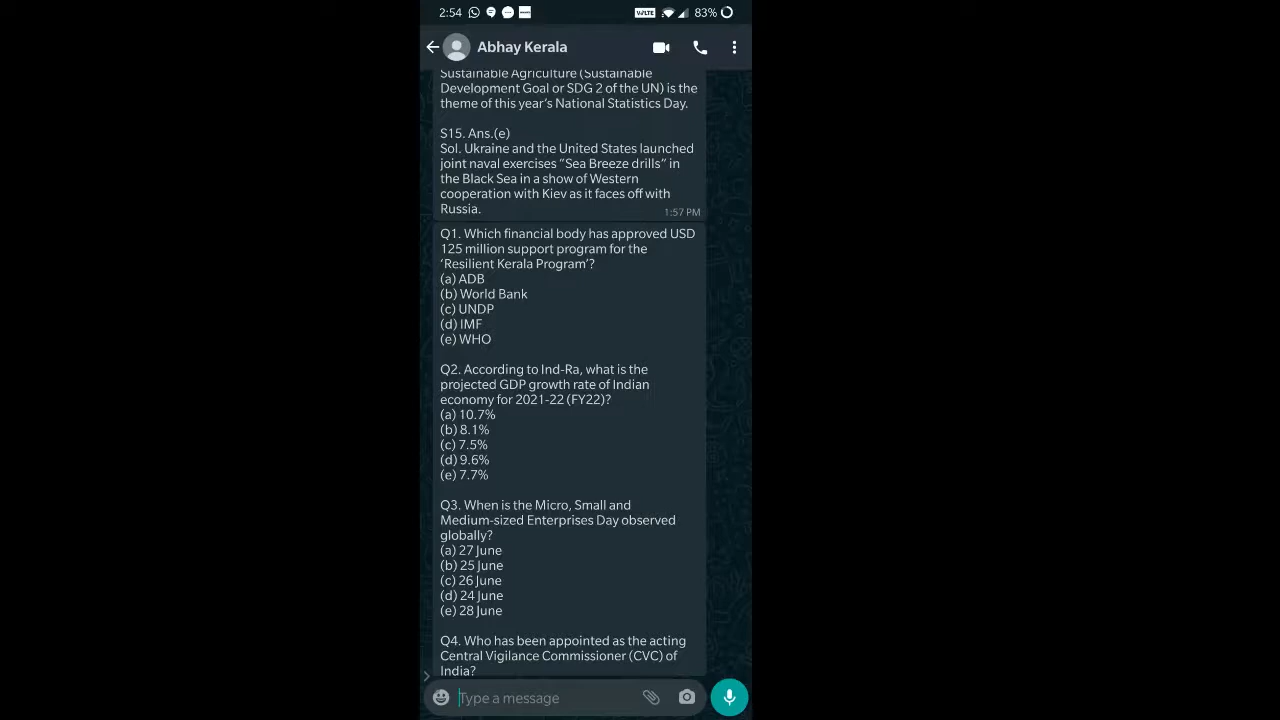 2:54
VoLTE
83%
Abhay Kerala
Sustainable Agriculture (Sustainable
Development Goal or SDG 2 of the UN) is the
theme of this year's National Statistics Day.
S15. Ans.(e)
Sol. Ukraine and the United States launched
joint naval exercises “Sea Breeze drills” in
the Black Sea in a show of Western
cooperation with Kiev as it faces off with
Russia.
1:57 PM
Q1. Which financial body has approved USD
125 million support program for the
‘Resilient Kerala Program’?
(a) ADB
(b) World Bank
(c) UNDP
(d) IMF
(e) WHO
Q2. According to Ind-Ra, what is the
projected GDP growth rate of Indian
economy for 2021-22 (FY22)?
(a) 10.7%
(b) 8.1%
(c) 7.5%
(d) 9.6%
(e) 7.7%
Q3. When is the Micro, Small and
Medium-sized Enterprises Day observed
globally?
(a) 27 June
(b) 25 June
(c) 26 June
(d) 24 June
(e) 28 June
Q4. Who has been appointed as the acting
Central Vigilance Commissioner (CVC) of
India?
Type a message